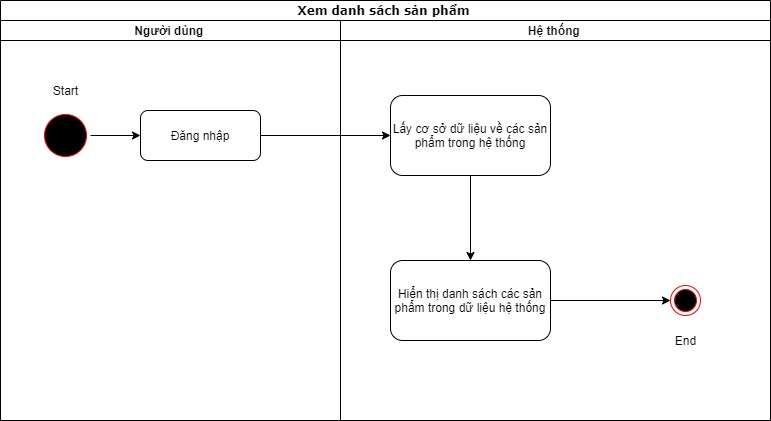 Xem danh sách sản phẩm
Người dùng
Hệ thống
Start
Đăng nhập
Lấy cơ sở dữ liệu về các sản
phẩm trong hệ thống
Hiển thị danh sách các sản
phẩm trong dữ liệu hệ thống
End